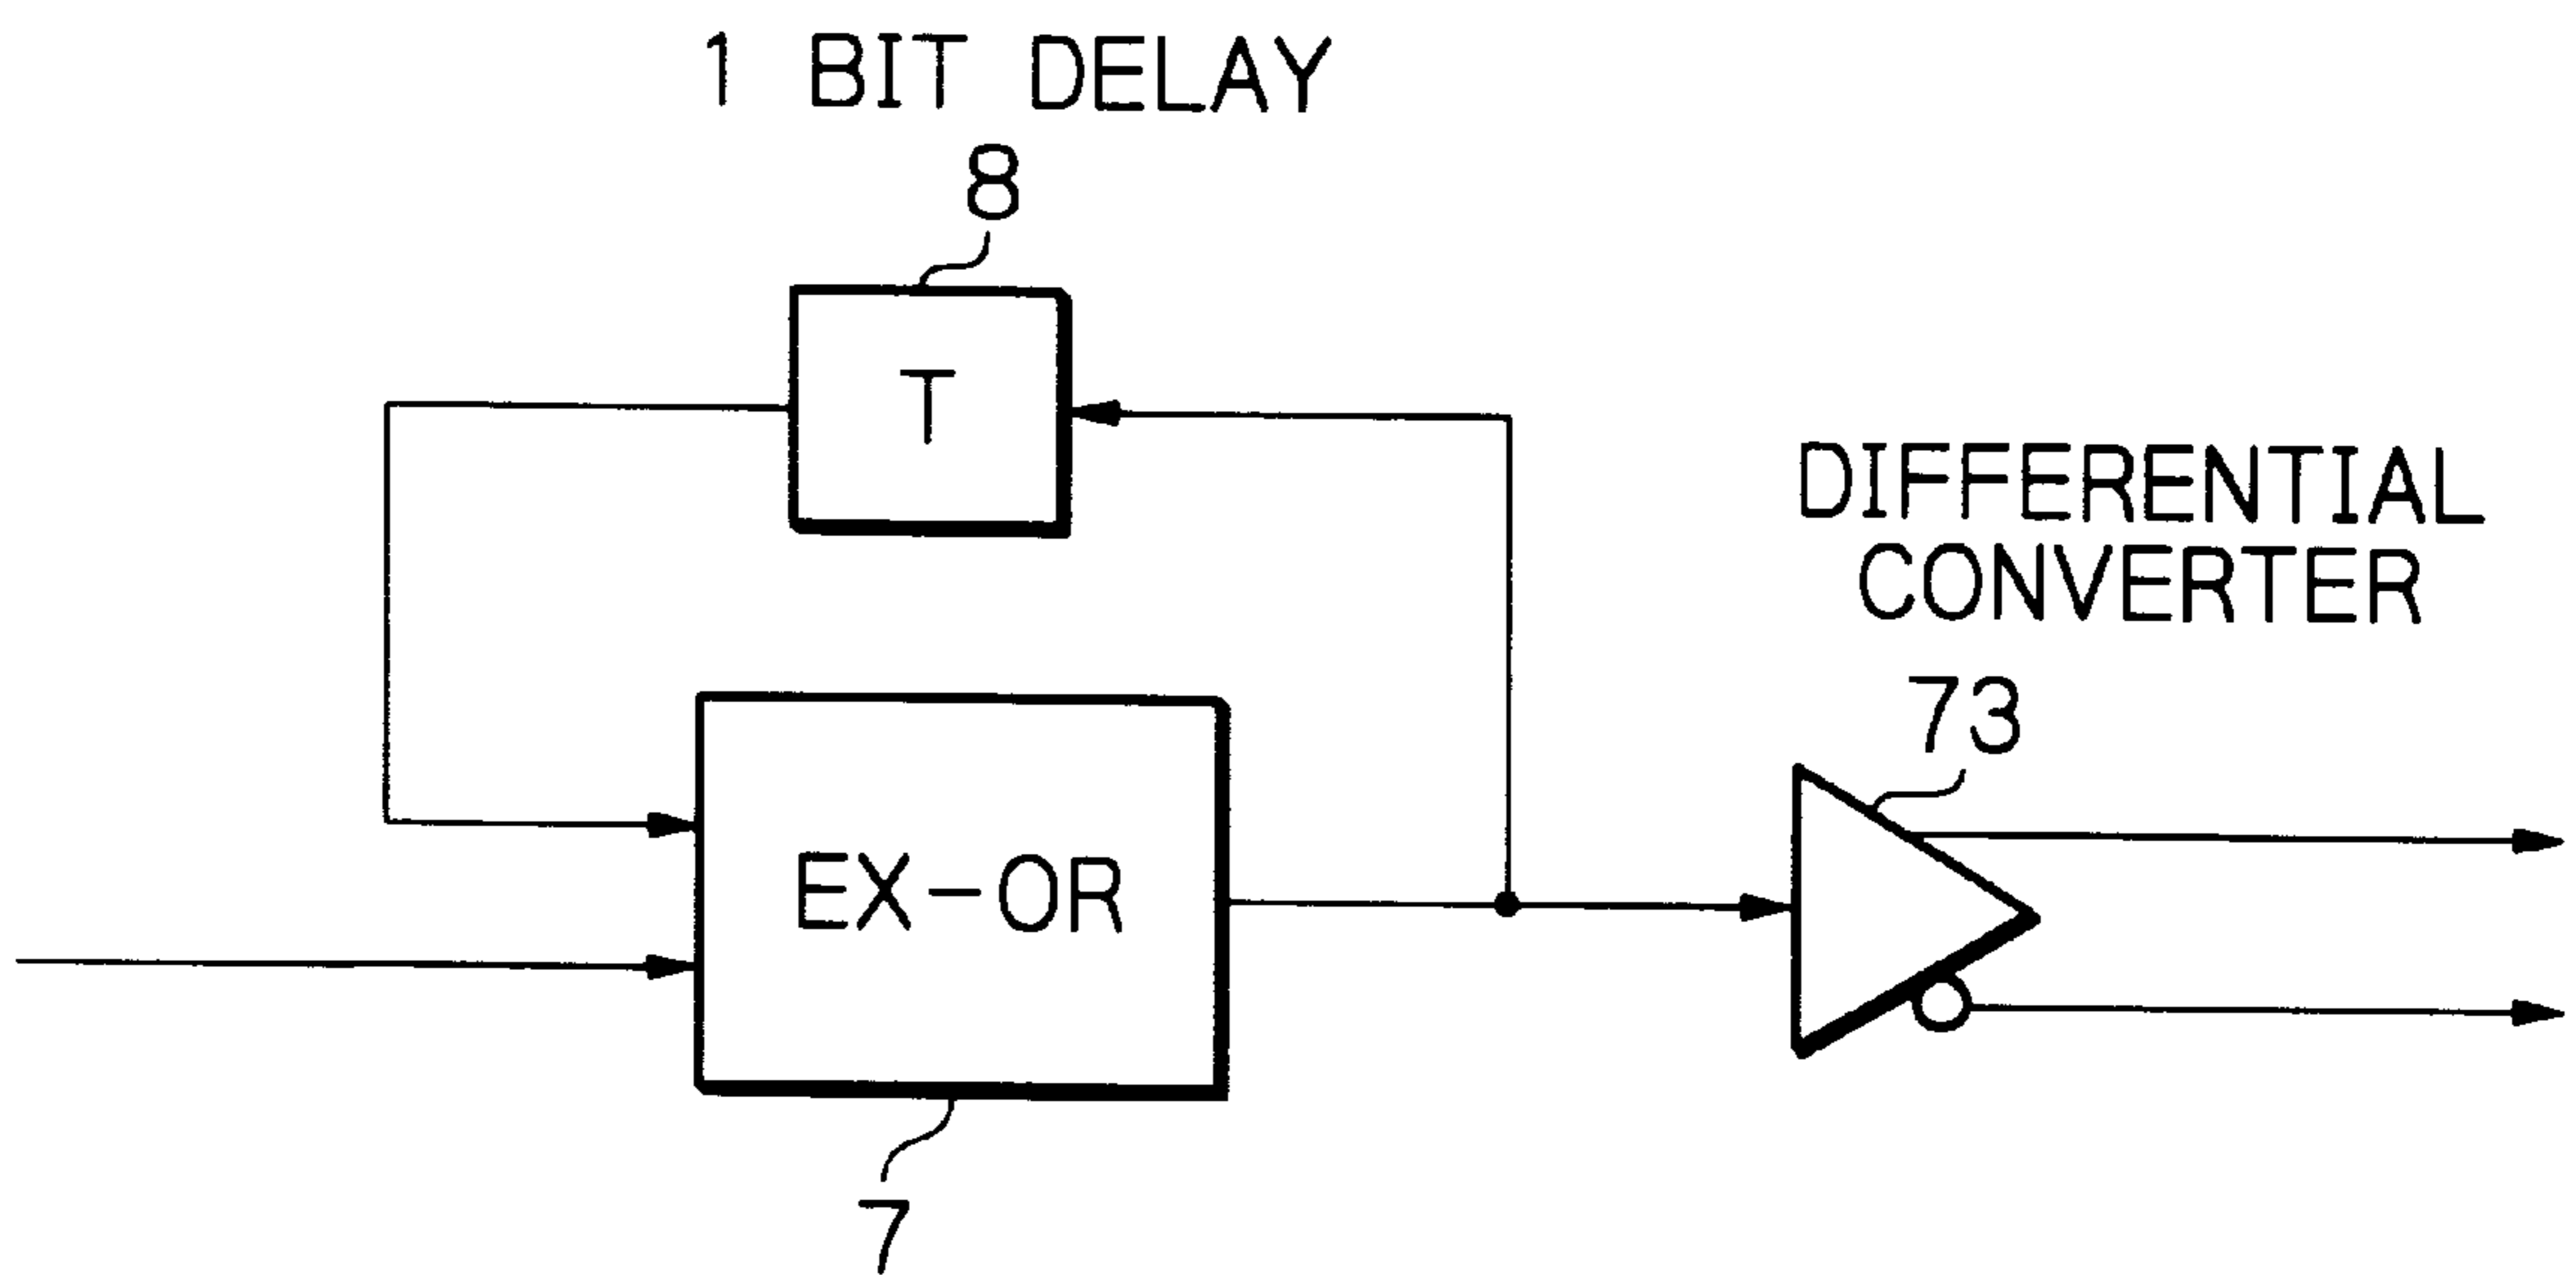 1 BIT DELAY
8
T
DIFFERENTIAL
CONVERTER
73
EX-OR
7